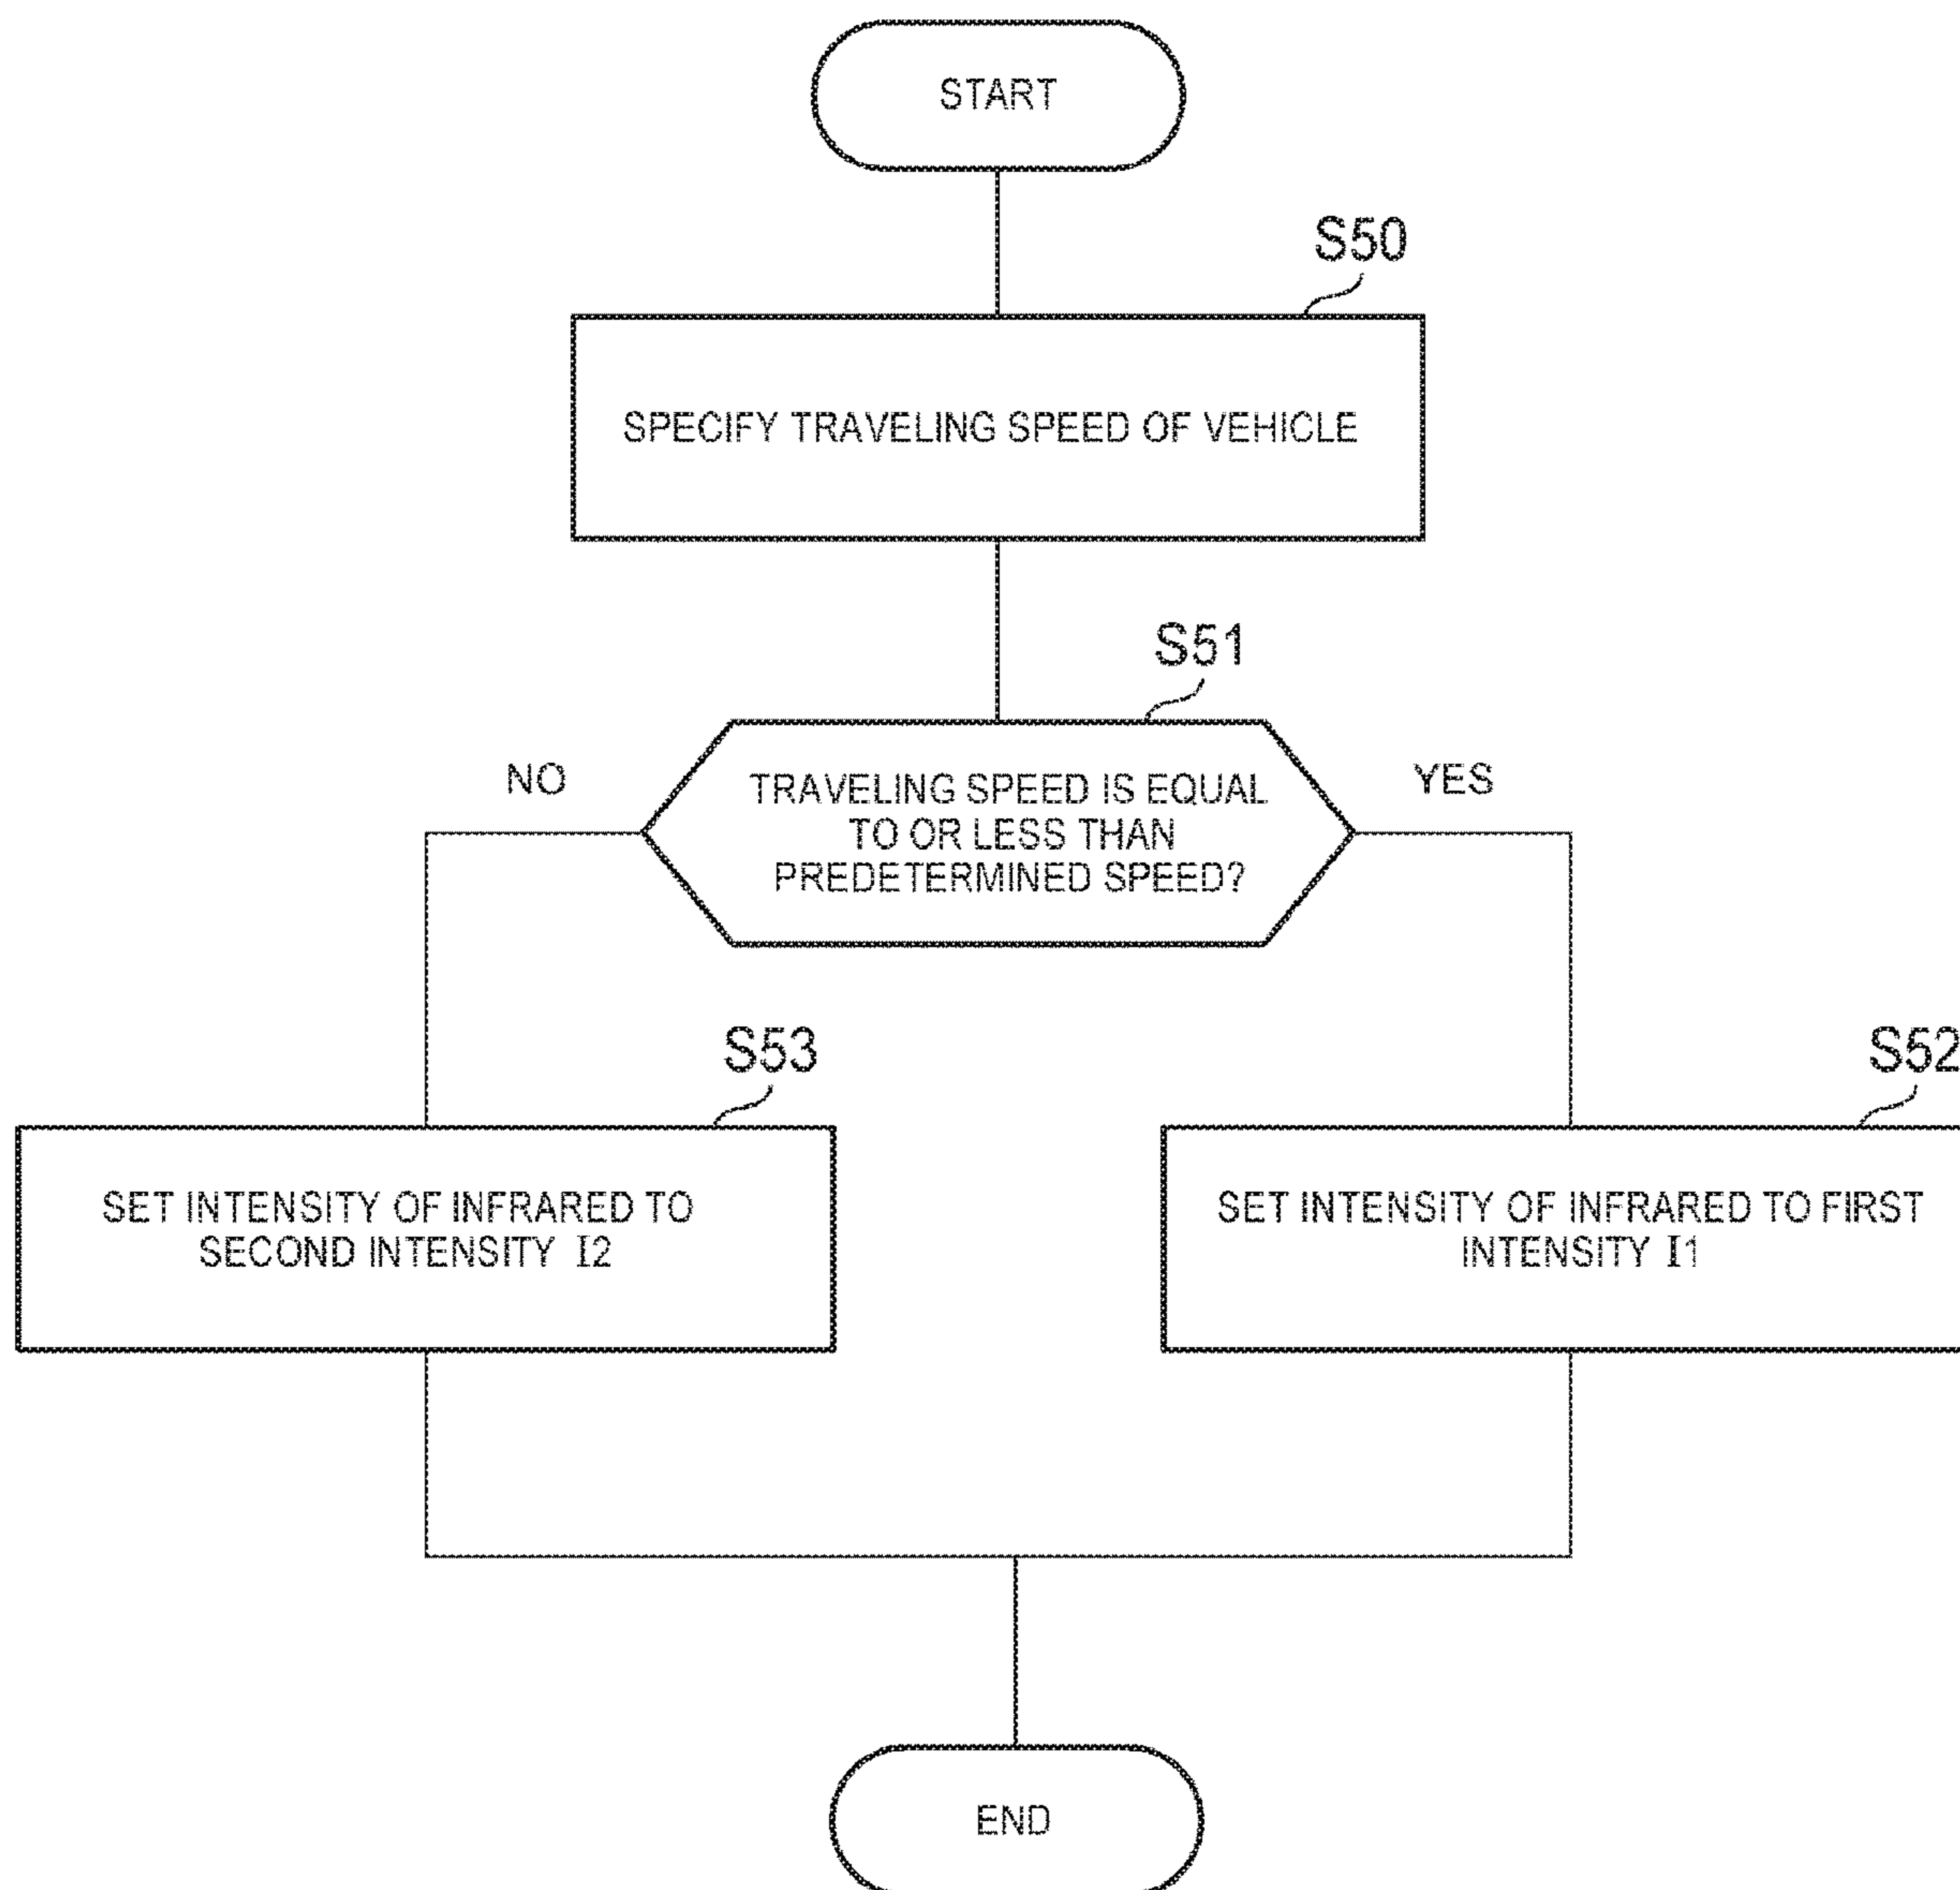 START
S50
SPECIFY TRAVELING SPEED OF VEHICLE
S51
NO
TRAVELING SPEED IS EQUAL
TO OR LESS THAN
PREDETERMINED SPEED?
YES
S53
SET INTENSITY OF INFRARED TO
SECOND INTENSITY I2
S52
SET INTENSITY OF INFRARED TO FIRST
INTENSITY I1
END